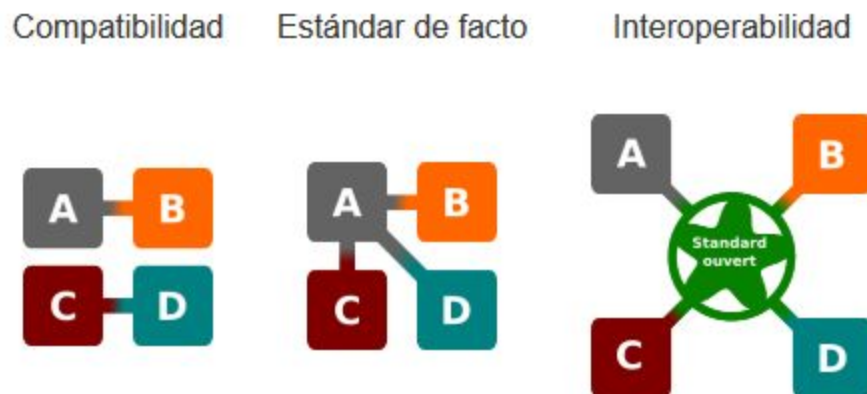 Compatibilidad
Estándar de facto
Interoperabilidad
A
B
C
D
A
B
C
D
A
B
Standard
ouvert
C
D